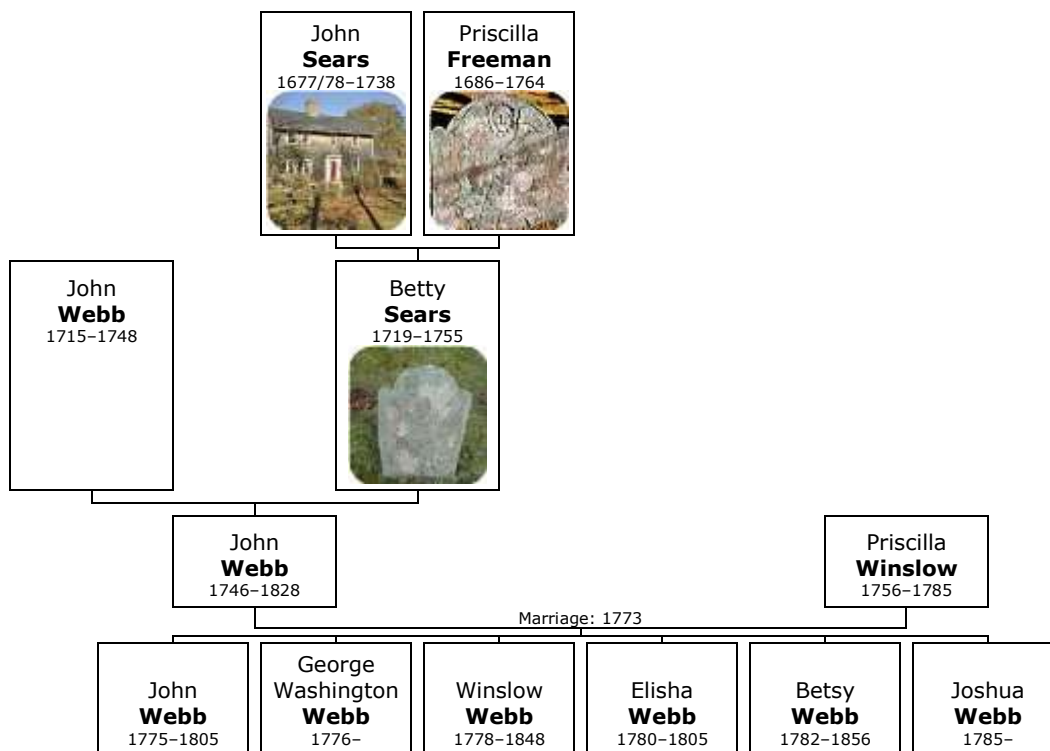 John
Sears
1677/78–1738
Priscilla
Freeman
1686–1764
John
Webb
1715–1748
Betty
Sears
1719–1755
John
Webb
1746–1828
Priscilla
Winslow
1756–1785
Marriage: 1773
John
Webb
1775–1805
George
Washington
Webb
1776–
Winslow
Webb
1778–1848
Elisha
Webb
1780–1805
Betsy
Webb
1782–1856
Joshua
Webb
1785–